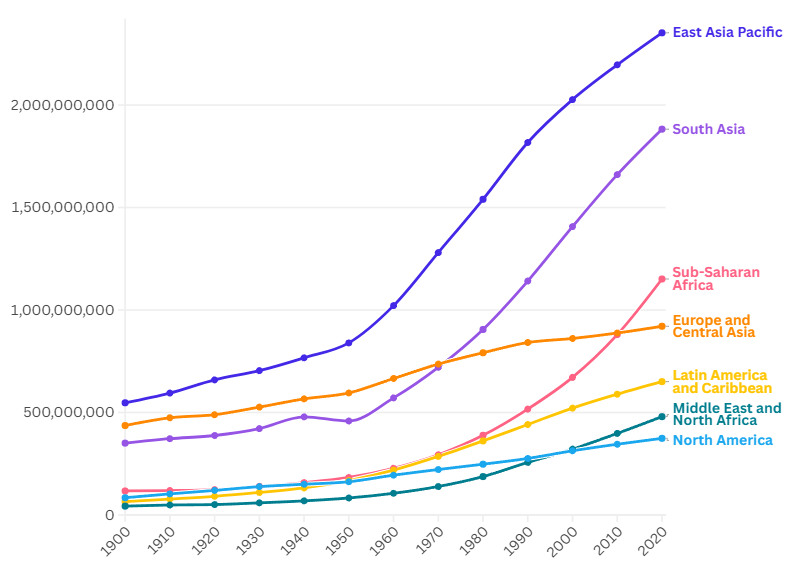 East Asia Pacific
2,000,000,000
South Asia
1,500,000,000
Sub-Saharan
Africa
1,000,000,000
Europe and
Central Asia
Latin America
and Caribbean
500,000,000
Middle East and
North Africa
North America
0
1900
1910
1920
1930
1940
1950
1960
1970
1980
1990
2000
2010
2020